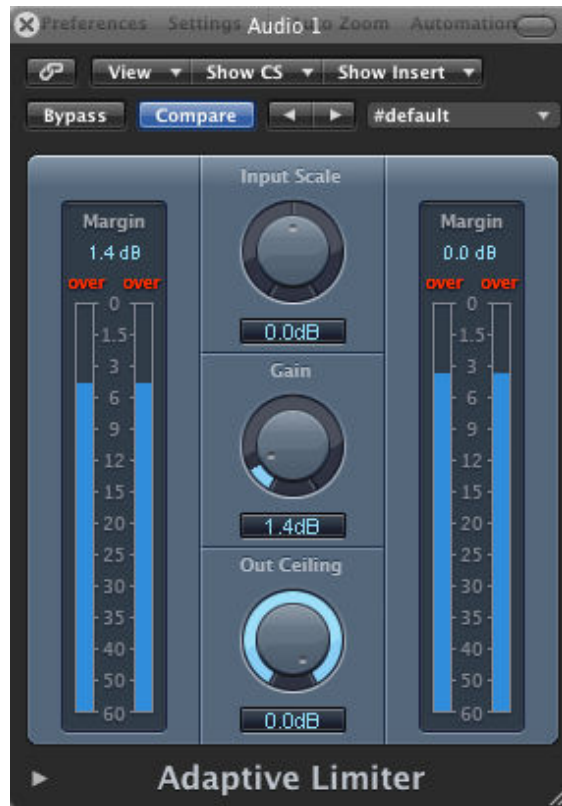 Preferences Settings Auto Zoom Automation
Audio 1
View Show CS Show Insert
Bypass Compare #default
Input Scale
0.0dB
Gain
1.4dB
Out Ceiling
0.0dB
Margin
1.4 dB
over over
0
1.5
3
6
9
12
15
20
25
30
35
40
50
60
Margin
0.0 dB
over over
0
1.5
3
6
9
12
15
20
25
30
35
40
50
60
Adaptive Limiter